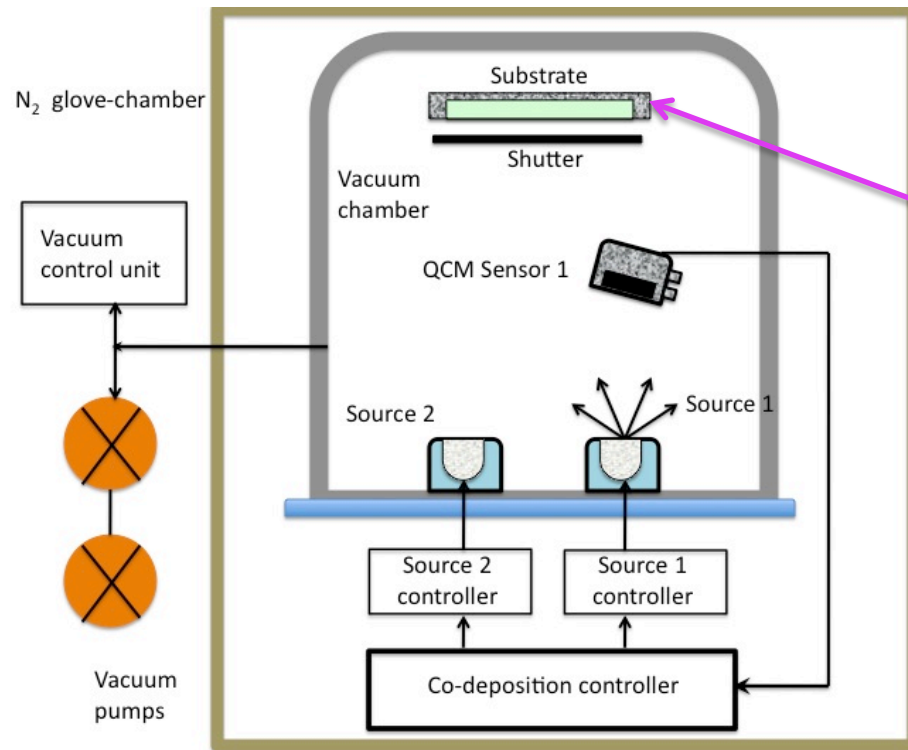 Substrate
N₂ glove-chamber
Shutter
Vacuum
chamber
Vacuum
control unit
QCM Sensor 1
Source 2
Source 1
Source 2
controller
Source 1
controller
Vacuum
pumps
Co-deposition controller